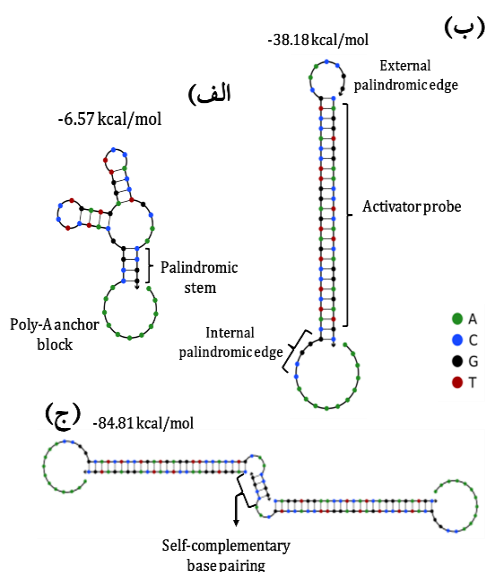 (ب)
-38.18 kcal/mol
External
palindromic edge
الف)
-6.57 kcal/mol
Activator probe
Palindromic
stem
Poly-A anchor
block
Internal
palindromic edge
A
C
G
T
(ج)
-84.81 kcal/mol
Self-complementary
base pairing